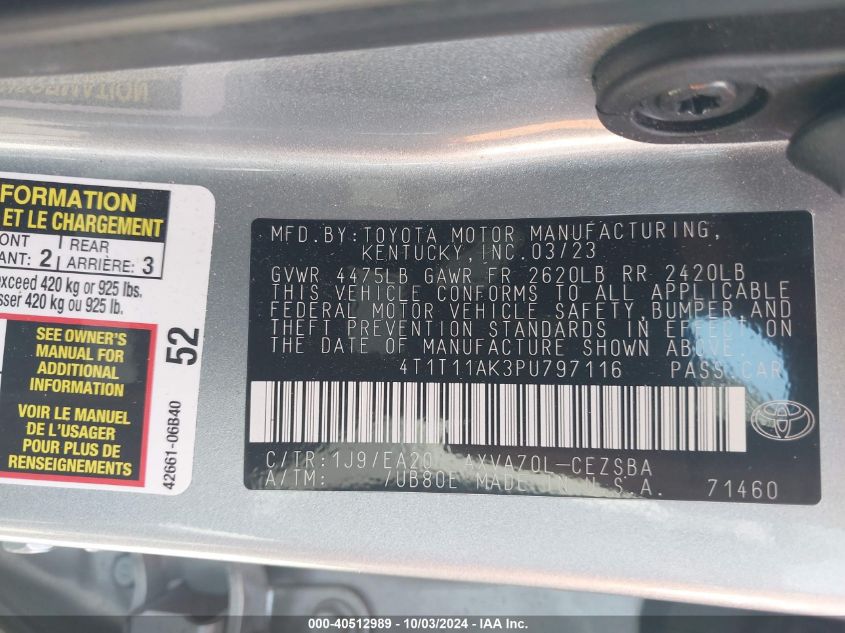 FORMATION
ET LE CHARGEMENT
REAR
2 ARRIÈRE: 3
exceed 420 kg or 925 lbs.
420 kg ou 925 lb.
SEE OWNER'S
MANUAL FOR
ADDITIONAL
INFORMATION
VOIR LE MANUEL
DE L'USAGER
POUR PLUS DE
RENSEIGNEMENTS
52
42661-06B40
MFD.BY:TOYOTA MOTOR MANUFACTURING,
KENTUCKY,INC.03/23
GVWR 4475LB GAWR FR 2620LB RR 2420LB
THIS VEHICLE CONFORMS TO ALL APPLICABLE
FEDERAL MOTOR VEHICLE SAFETY,BUMPER,AND
THEFT PREVENTION STANDARDS IN EFFECT ON
THE DATE OF MANUFACTURE SHOWN ABOVE.
4T1T11AK3PU797116 PASS.CAR
C/TR:1J9/EA20 AXVA70L-CEZSBA
A/TM: /UB80E MADE IN U.S.A. 71460
000-40512989 - 10/03/2024 - IAA Inc.